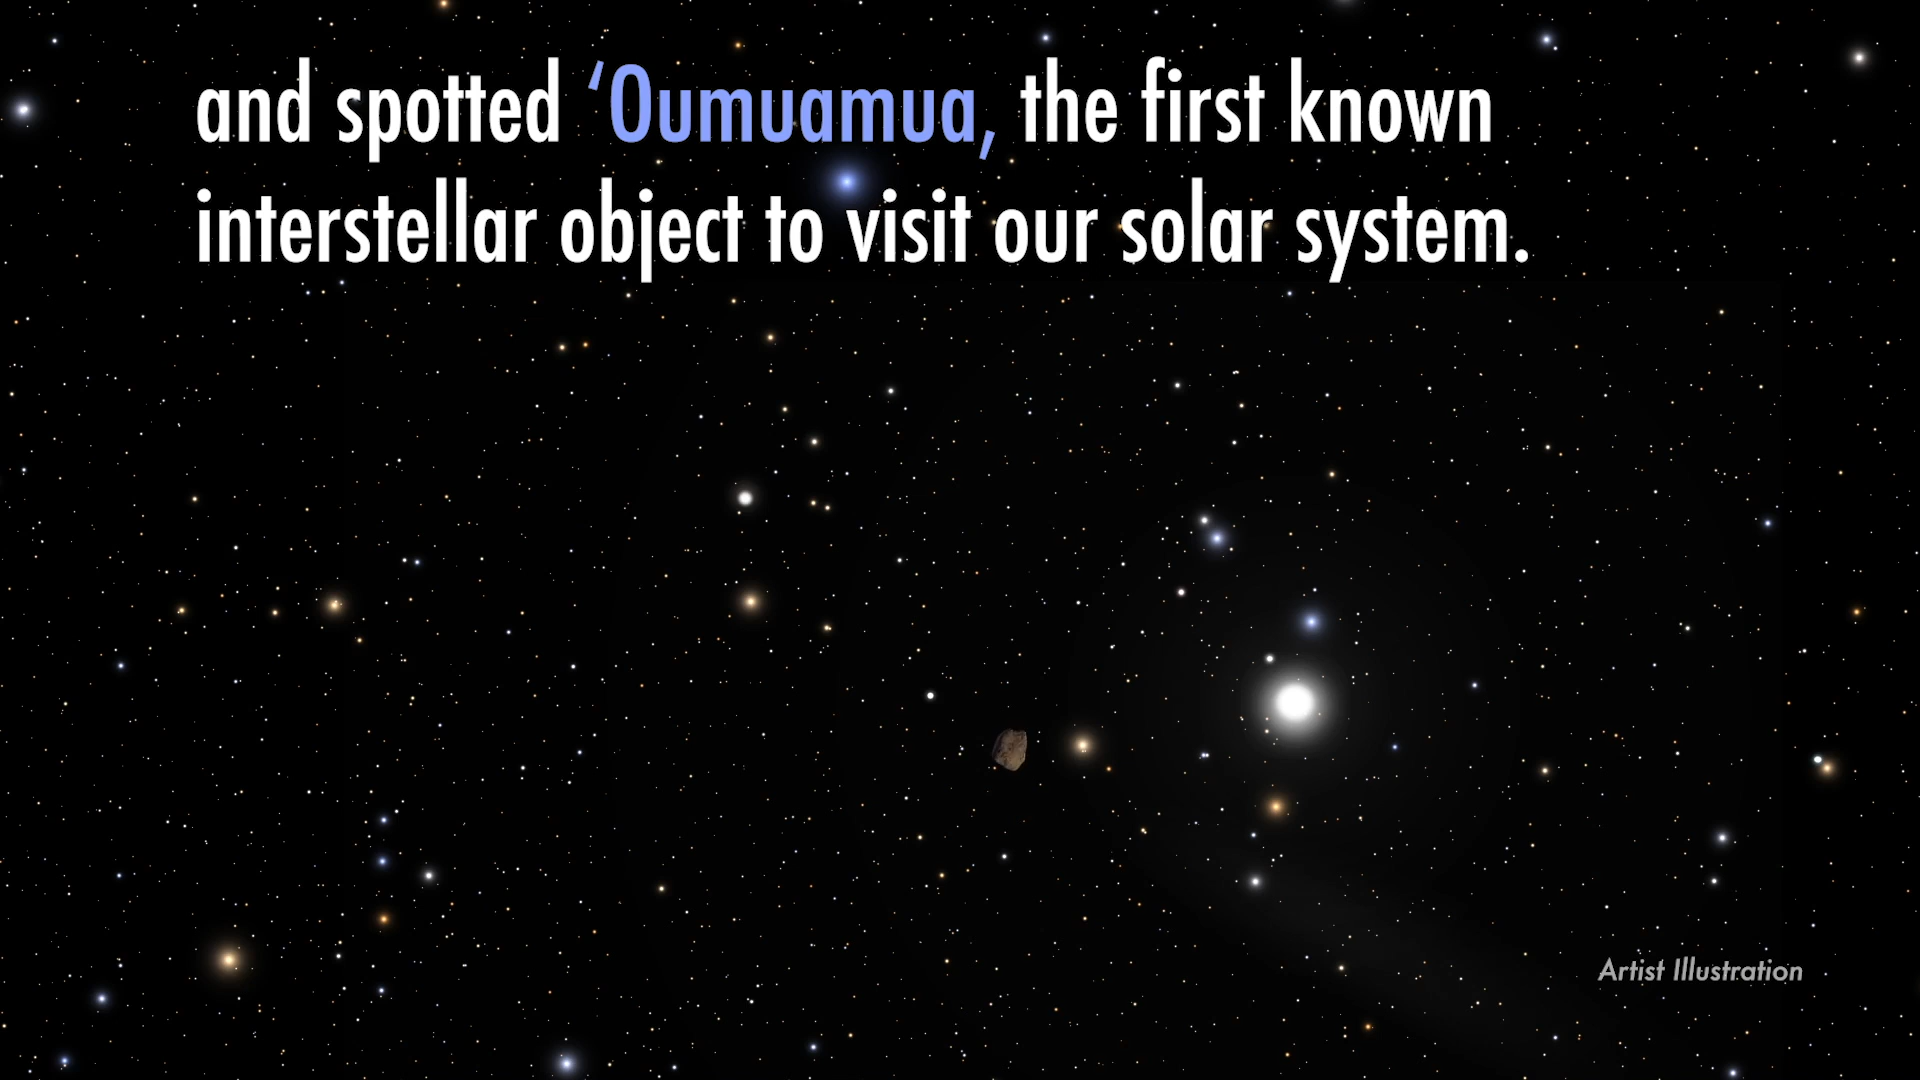 and spotted ‘Oumuamua, the first known
interstellar object to visit our solar system.
Artist Illustration